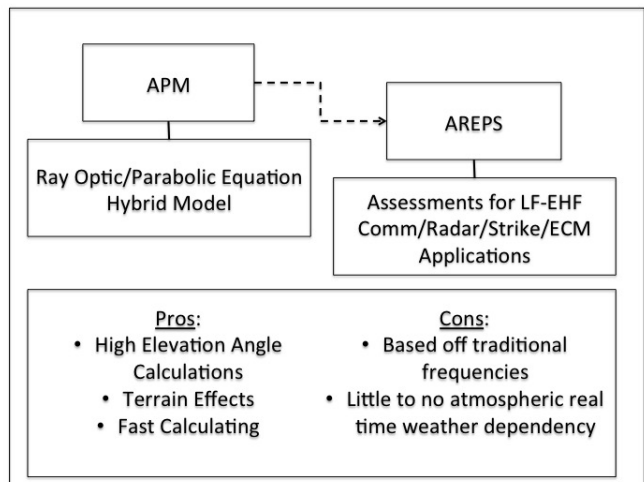 APM
AREPS
Ray Optic/Parabolic Equation
Hybrid Model
Assessments for LF-EHF
Comm/Radar/Strike/ECM
Applications
Pros:
• High Elevation Angle
Calculations
• Terrain Effects
• Fast Calculating
Cons:
• Based off traditional
frequencies
• Little to no atmospheric real
time weather dependency